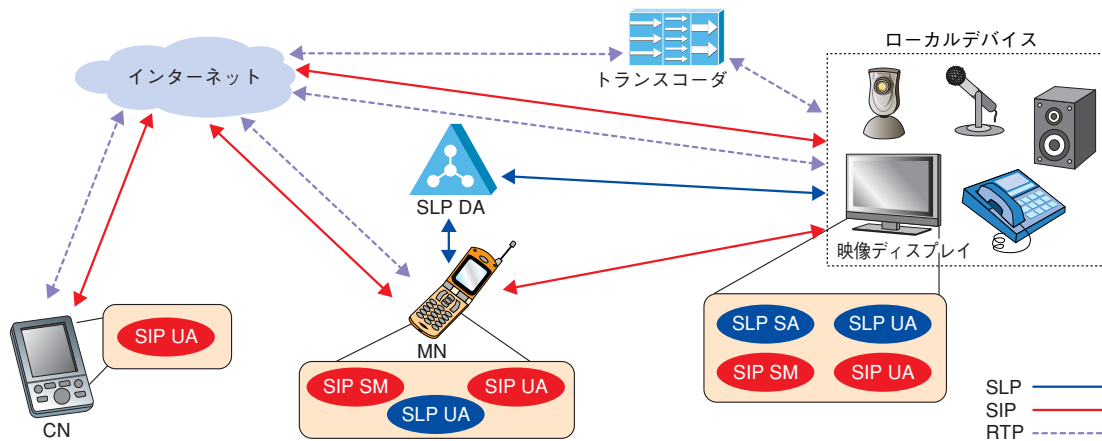 ローカルデバイス
インターネット
トランスコーダ
SLP DA
映像ディスプレイ
MN
SIP UA
CN
SIP SM
SIP UA
SLP UA
SLP SA
SLP UA
SIP SM
SIP UA
SLP
SIP
RTP